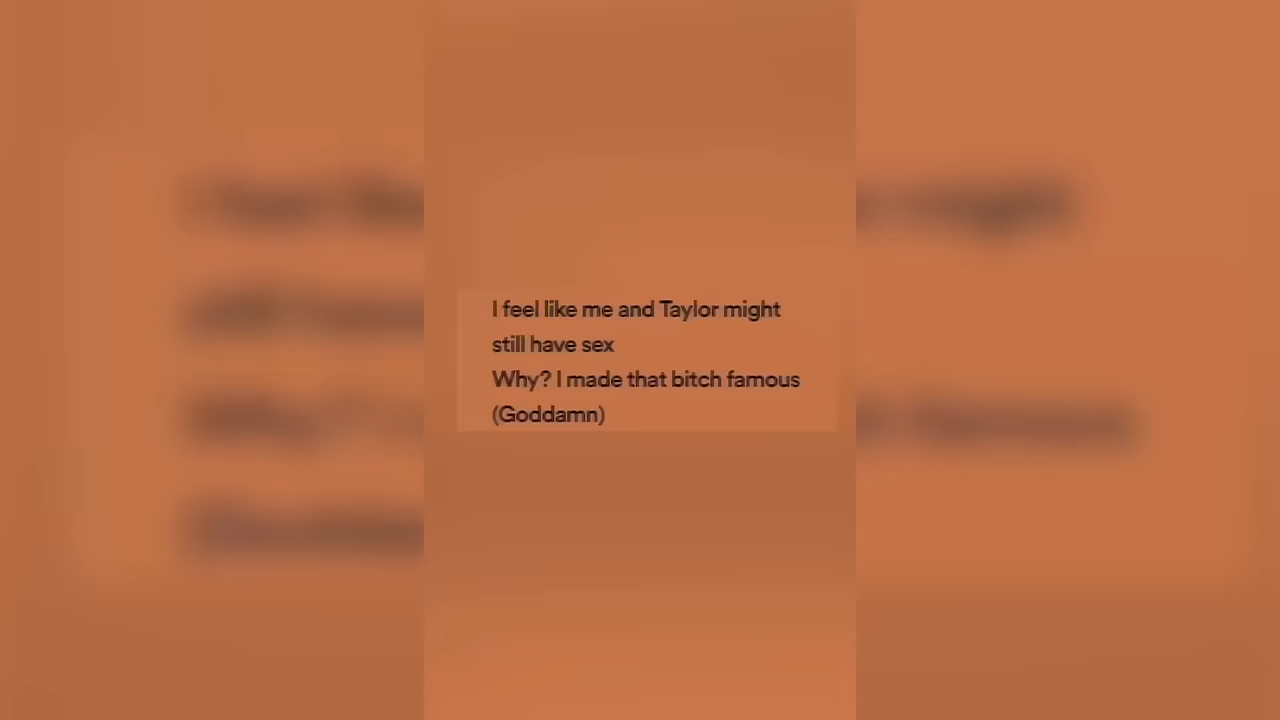 I feel like me and Taylor might
still have sex
Why? I made that bitch famous
(Goddamn)